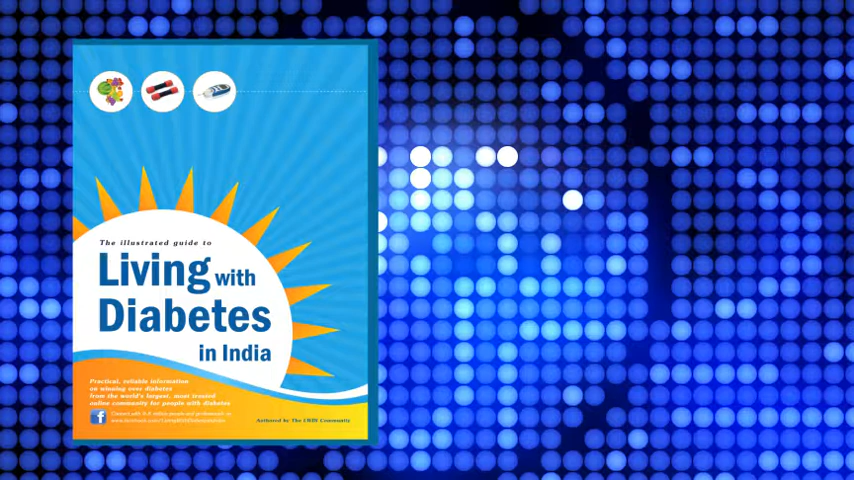 The illustrated guide to
Living with
Diabetes
in India
Practical, reliable information
on winning over diabetes
from the world's largest, most trusted
online community for people with diabetes
f
Authored by The LWDI Community